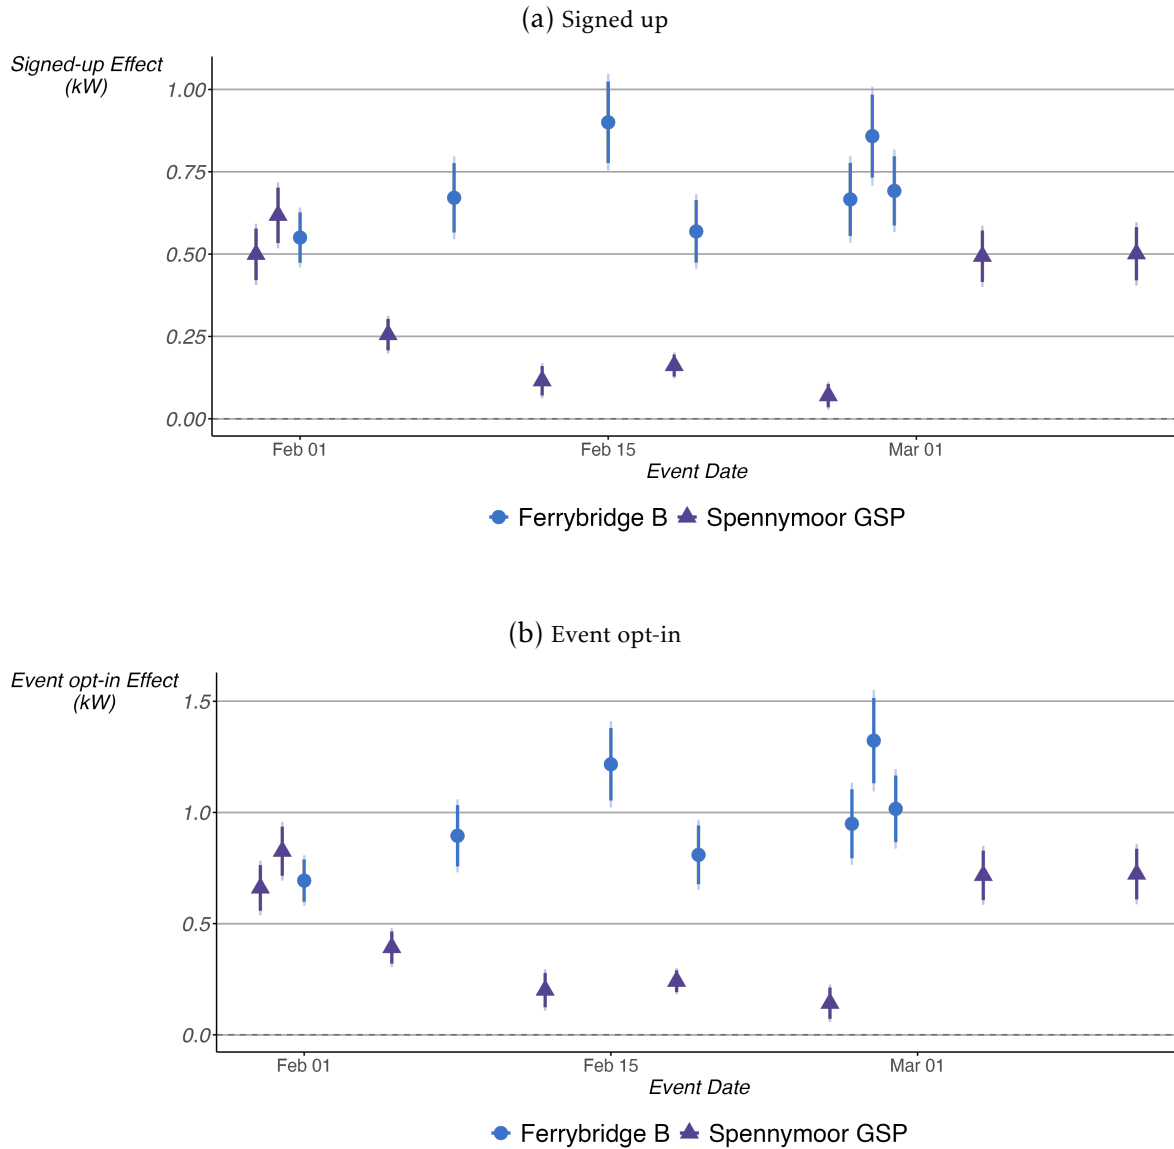 (a) Signed up
Signed-up Effect
(kW)
1.00
0.75
0.50
0.25
0.00
Feb 01 Feb 15 Mar 01
Event Date
Ferrybridge B Spennymoor GSP
(b) Event opt-in
Event opt-in Effect
(kW)
1.5
1.0
0.5
0.0
Feb 01 Feb 15 Mar 01
Event Date
Ferrybridge B Spennymoor GSP